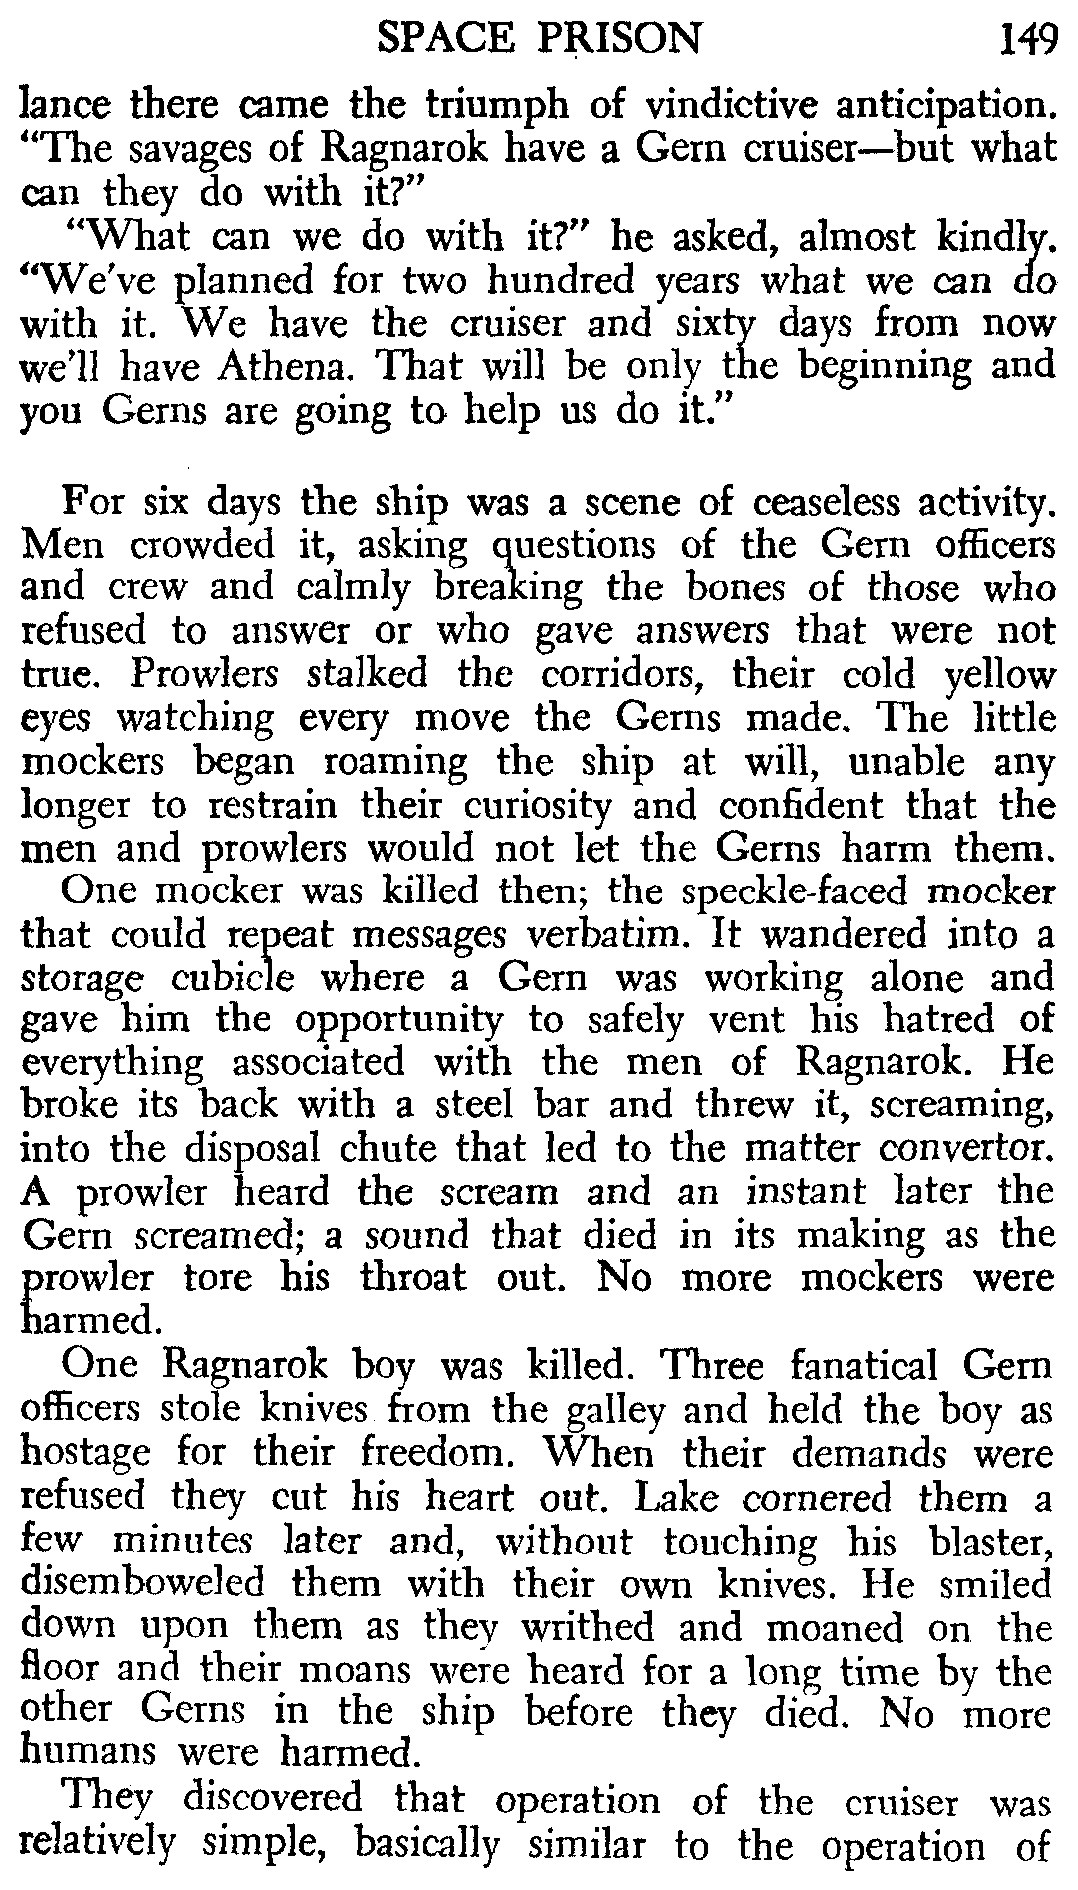 SPACE PRISON 149
lance there came the triumph of vindictive anticipation.
“The savages of Ragnarok have a Gern cruiser—but what
can they do with it?”
“What can we do with it?” he asked, almost kindly.
“We’ve planned for two hundred years what we can do
with it. We have the cruiser and sixty days from now
we’ll have Athena. That will be only the beginning and
you Gerns are going to help us do it.”
For six days the ship was a scene of ceaseless activity.
Men crowded it, asking questions of the Gern officers
and crew and calmly breaking the bones of those who
refused to answer or who gave answers that were not
true. Prowlers stalked the corridors, their cold yellow
eyes watching every move the Gerns made. The little
mockers began roaming the ship at will, unable any
longer to restrain their curiosity and confident that the
men and prowlers would not let the Gerns harm them.
One mocker was killed then; the speckle-faced mocker
that could repeat messages verbatim. It wandered into a
storage cubicle where a Gern was working alone and
gave him the opportunity to safely vent his hatred of
everything associated with the men of Ragnarok. He
broke its back with a steel bar and threw it, screaming,
into the disposal chute that led to the matter convertor.
A prowler heard the scream and an instant later the
Gern screamed; a sound that died in its making as the
prowler tore his throat out. No more mockers were
harmed.
One Ragnarok boy was killed. Three fanatical Gern
officers stole knives from the galley and held the boy as
hostage for their freedom. When their demands were
refused they cut his heart out. Lake cornered them a
few minutes later and, without touching his blaster,
disemboweled them with their own knives. He smiled
down upon them as they writhed and moaned on the
floor and their moans were heard for a long time by the
other Gerns in the ship before they died. No more
humans were harmed.
They discovered that operation of the cruiser was
relatively simple, basically similar to the operation of